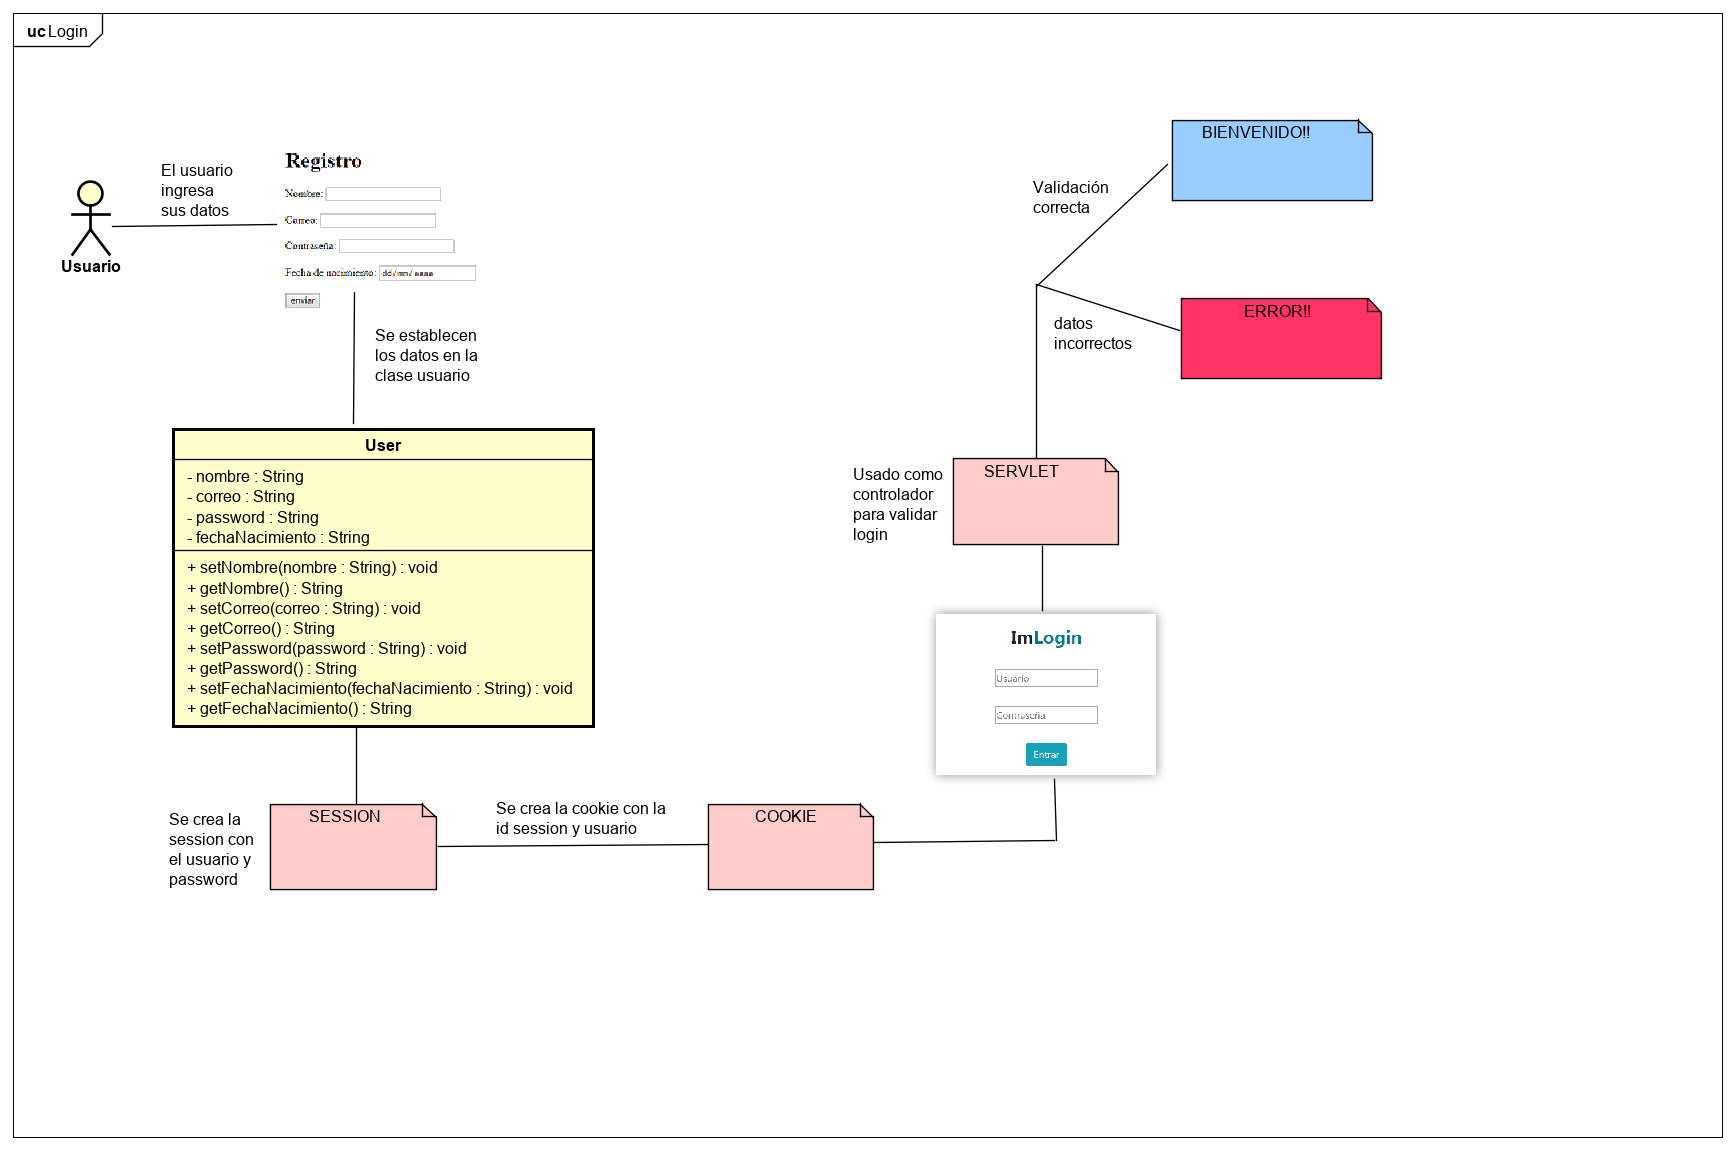 uc Login
El usuario
ingresa
sus datos
Usuario
Registro
Nombre:
Correo:
Contraseña:
Fecha de nacimiento: dd/mm/aaaa
enviar
Se establecen
los datos en la
clase usuario
User
- nombre : String
- correo : String
- password : String
- fechaNacimiento : String
+ setNombre(nombre : String) : void
+ getNombre() : String
+ setCorreo(correo : String) : void
+ getCorreo() : String
+ setPassword(password : String) : void
+ getPassword() : String
+ setFechaNacimiento(fechaNacimiento : String) : void
+ getFechaNacimiento() : String
Se crea la
session con
el usuario y
password
SESSION
Se crea la cookie con la
id session y usuario
COOKIE
ImLogin
Usuario
Contraseña
Entrar
Usado como
controlador
para validar
login
SERVLET
Validación
correcta
BIENVENIDO!!
datos
incorrectos
ERROR!!